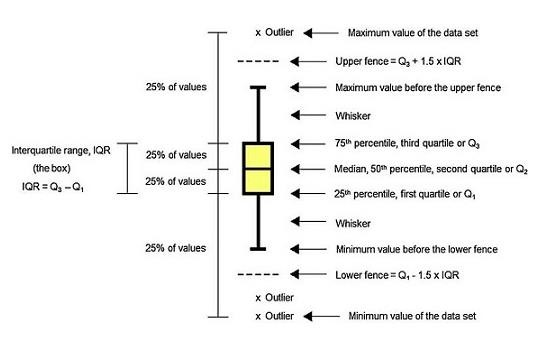 x Outlier
Maximum value of the data set
Upper fence = Q₃ + 1.5 x IQR
25% of values
Maximum value before the upper fence
Whisker
Interquartile range, IQR
(the box)
IQR = Q₃ – Q₁
25% of values
75th percentile, third quartile or Q₃
Median, 50th percentile, second quartile or Q₂
25% of values
25th percentile, first quartile or Q₁
Whisker
25% of values
Minimum value before the lower fence
Lower fence = Q₁ - 1.5 x IQR
x Outlier
x Outlier
Minimum value of the data set